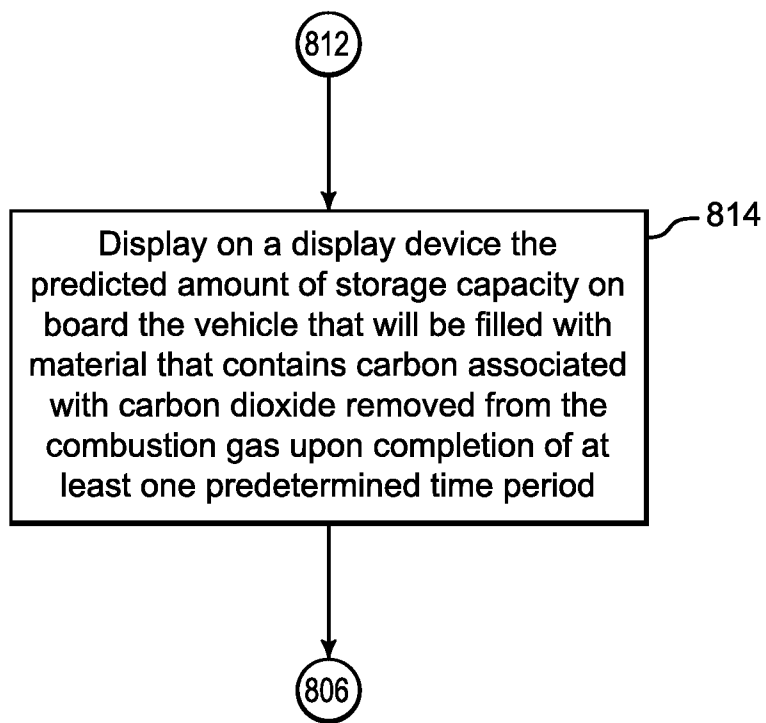 812
814
Display on a display device the
predicted amount of storage capacity on
board the vehicle that will be filled with
material that contains carbon associated
with carbon dioxide removed from the
combustion gas upon completion of at
least one predetermined time period
806